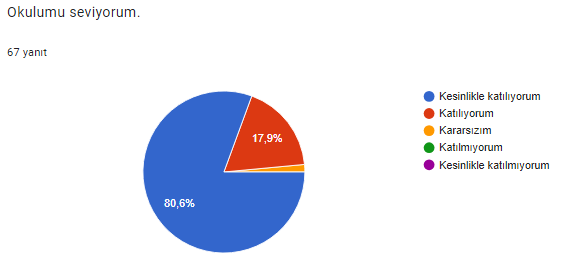 Okulumu seviyorum.
67 yanıt
Kesinlikle katılıyorum
Katılıyorum
Kararsızım
Katılmıyorum
Kesinlikle katılmıyorum
17,9%
80,6%